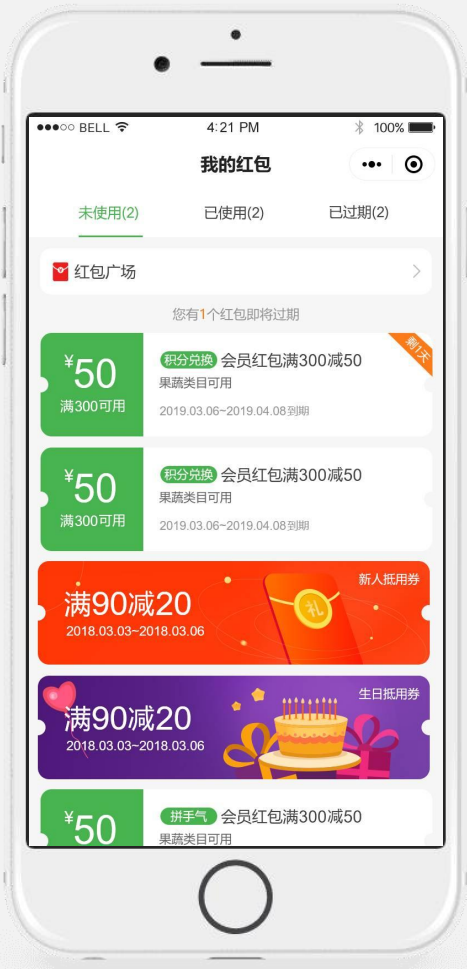 ●●●○○ BELL 4:21 PM 100%
我的红包
未使用(2) 已使用(2) 已过期(2)
红包广场
您有1个红包即将过期
¥50
满300可用
积分兑换 会员红包满300减50
果蔬类目可用
2019.03.06~2019.04.08到期
剩1天
¥50
满300可用
积分兑换 会员红包满300减50
果蔬类目可用
2019.03.06~2019.04.08到期
新人抵用券
满90减20
2018.03.03~2018.03.06
礼
生日抵用券
满90减20
2018.03.03~2018.03.06
¥50
拼手气 会员红包满300减50
果蔬类目可用